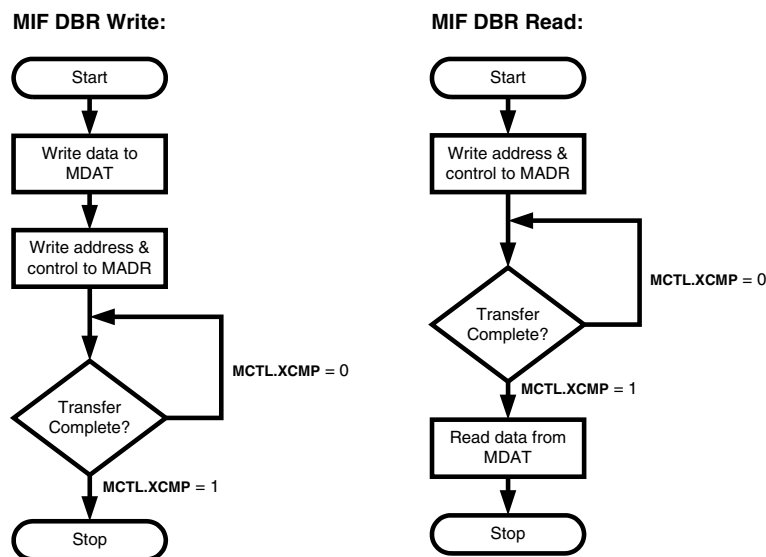 MIF DBR Write:
Start
Write data to
MDAT
Write address &
control to MADR
MCTL.XCMP = 0
Transfer
Complete?
MCTL.XCMP = 1
Stop
MIF DBR Read:
Start
Write address &
control to MADR
MCTL.XCMP = 0
Transfer
Complete?
MCTL.XCMP = 1
Read data from
MDAT
Stop